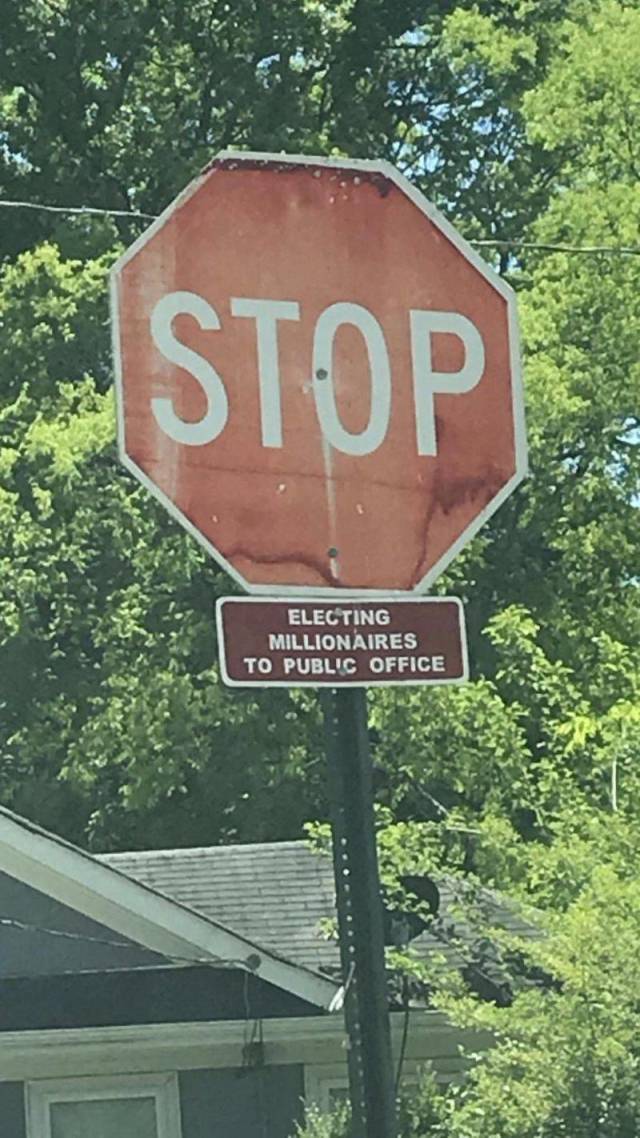 STOP
ELECTING
MILLIONAIRES
TO PUBLIC OFFICE